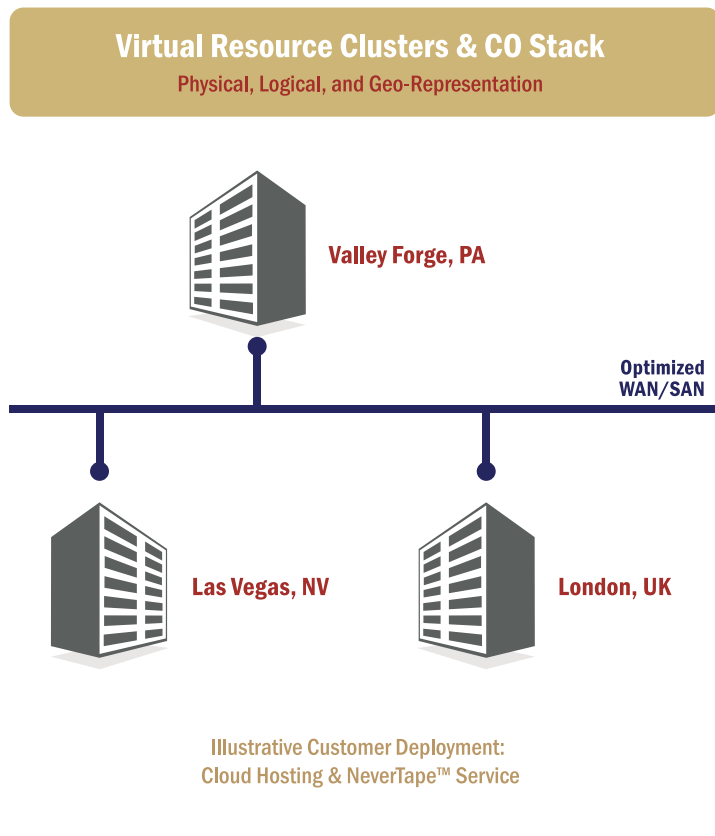 Virtual Resource Clusters & CO Stack
Physical, Logical, and Geo-Representation
Valley Forge, PA
Optimized
WAN/SAN
Las Vegas, NV
London, UK
Illustrative Customer Deployment:
Cloud Hosting & NeverTape™ Service